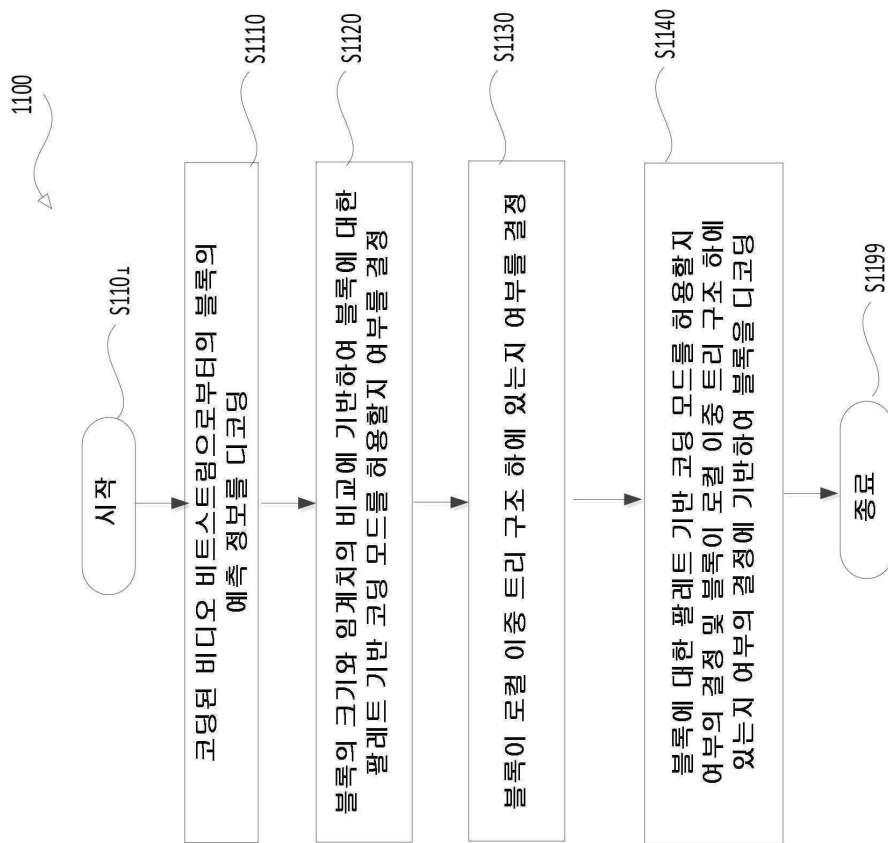 1100
시작
S1101
코딩된 비디오 비트스트림으로부터의 블록의
예측 정보를 디코딩
S1110
블록의 크기와 임계치의 비교에 기반하여 블록에 대한
팔레트 기반 코딩 모드를 허용할지 여부를 결정
S1120
블록이 로컬 이중 트리 구조 하에 있는지 여부를 결정
S1130
블록에 대한 팔레트 기반 코딩 모드를 허용할지
여부의 결정 및 블록이 로컬 이중 트리 구조 하에
있는지 여부의 결정에 기반하여 블록을 디코딩
S1140
종료
S1199